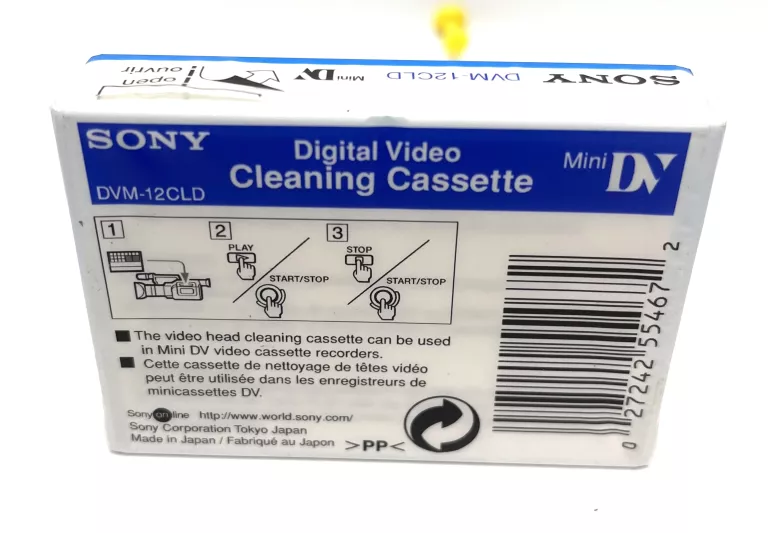 SONY DVM-12CLD Mini DV
open
ouvrir
SONY
DVM-12CLD
Digital Video
Cleaning Cassette
Mini DV
1
2
PLAY
START/STOP
3
STOP
START/STOP
■ The video head cleaning cassette can be used
in Mini DV video cassette recorders.
■ Cette cassette de nettoyage de têtes vidéo
peut être utilisée dans les enregistreurs de
minicassettes DV.
Sony on line http://www.world.sony.com/
Sony Corporation Tokyo Japan
Made in Japan / Fabriqué au Japon
>PP<
0 27242 55467 2